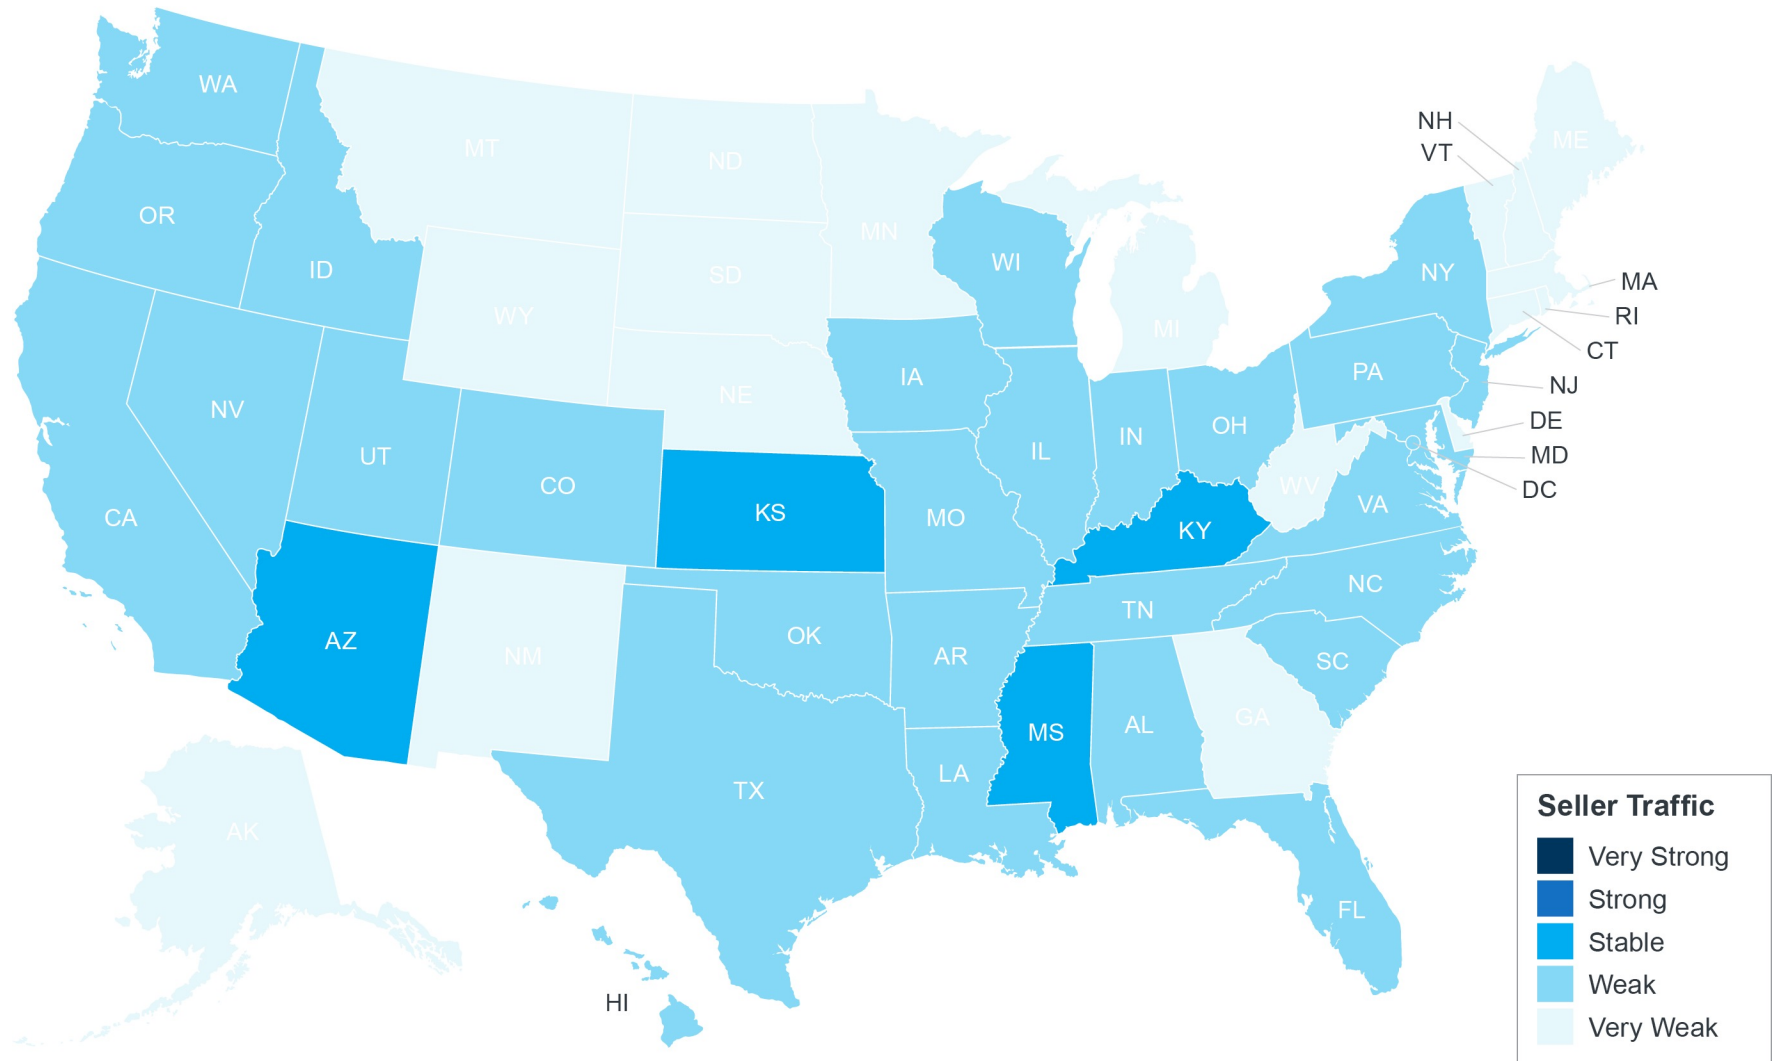 WA
MT
ND
MN
ME
NH
VT
OR
ID
WY
SD
WI
MI
NY
MA
RI
CT
NE
IA
PA
NJ
NV
UT
CO
IL
IN
OH
DE
MD
DC
CA
KS
MO
KY
WV
VA
AZ
NM
OK
AR
TN
NC
SC
TX
LA
MS
AL
GA
AK
HI
FL
Seller Traffic
Very Strong
Strong
Stable
Weak
Very Weak